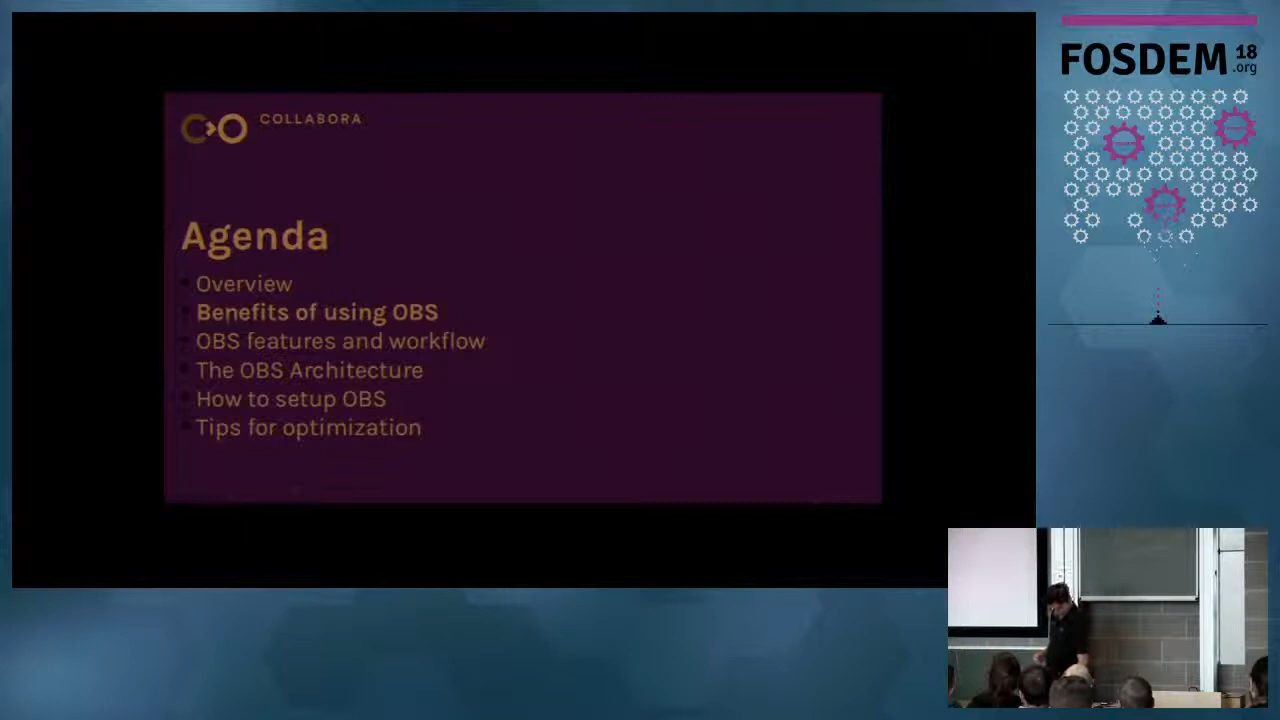 COLLABORA
Agenda
Overview
Benefits of using OBS
OBS features and workflow
The OBS Architecture
How to setup OBS
Tips for optimization
FOSDEM 18
.org